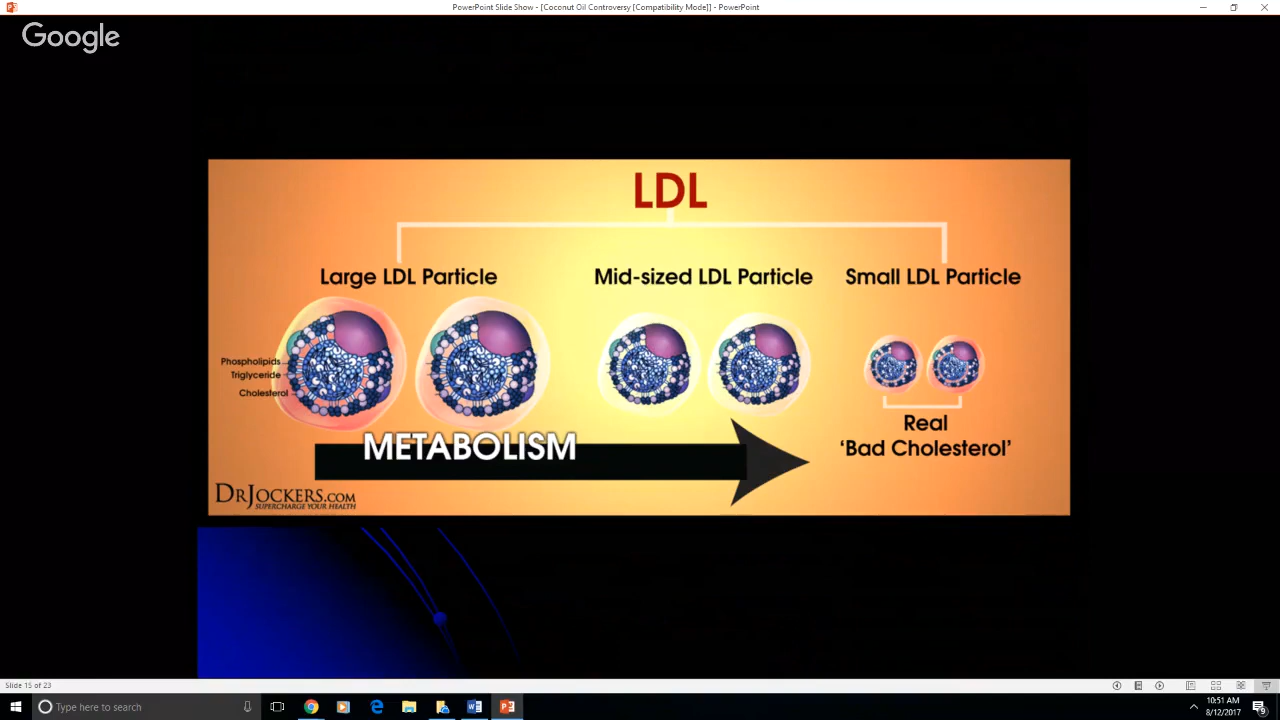 PowerPoint Slide Show - [Coconut Oil Controversy [Compatibility Mode]] - PowerPoint
Google
LDL
Large LDL Particle
Mid-sized LDL Particle
Small LDL Particle
Phospholipids
Triglyceride
Cholesterol
Real
'Bad Cholesterol'
METABOLISM
DRJOCKERS.COM
SUPERCHARGE YOUR HEALTH
Slide 15 of 23
Type here to search
10:51 AM
8/12/2017